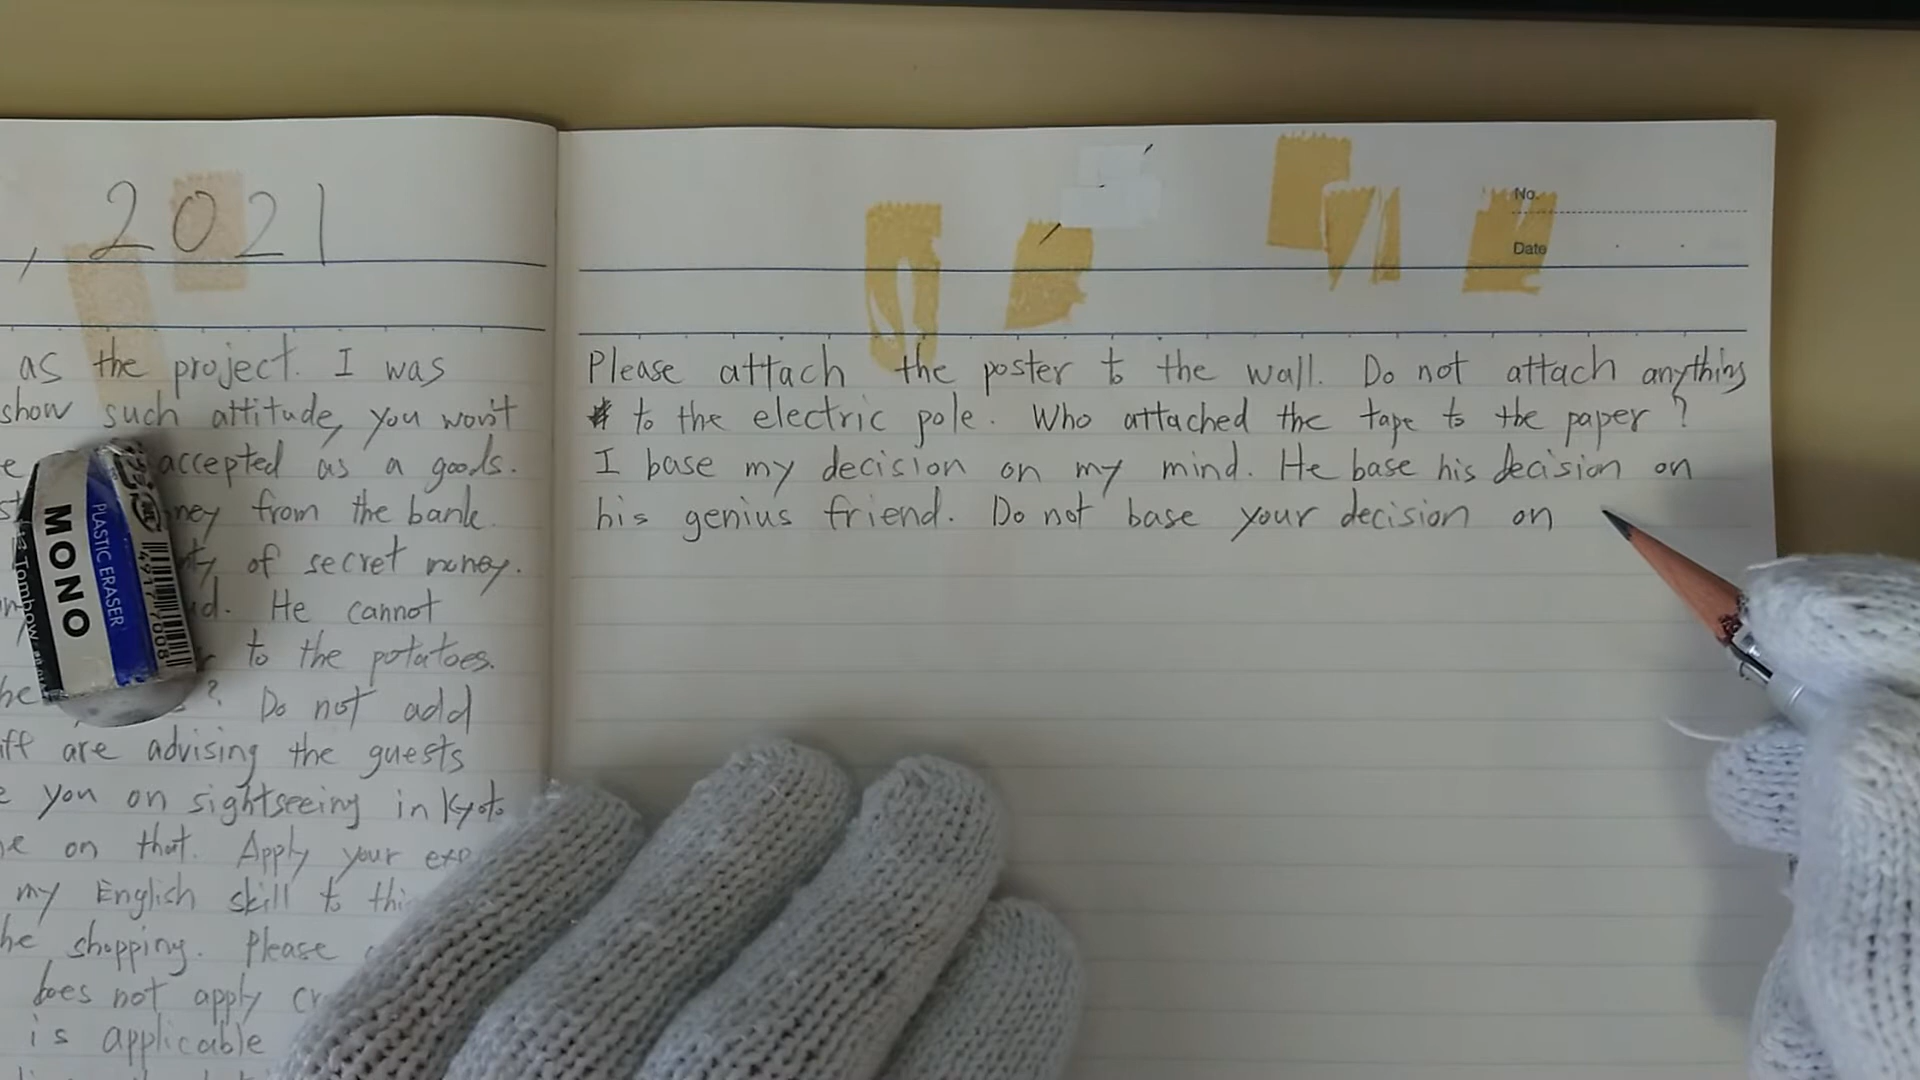 , 2021
as the project. I was
show such attitude, you won't
accepted as a goods.
from the bank.
of secret money.
He cannot
to the potatoes.
? Do not add
are advising the guests
you on sightseeing in Kyoto
on that. Apply your
my English skill to
shopping. Please
does not apply
is applicable
MONO
PLASTIC ERASER
Tombow
No.
Date
Please attach the poster to the wall. Do not attach anything
to the electric pole. Who attached the tape to the paper?
I base my decision on my mind. He base his decision on
his genius friend. Do not base your decision on